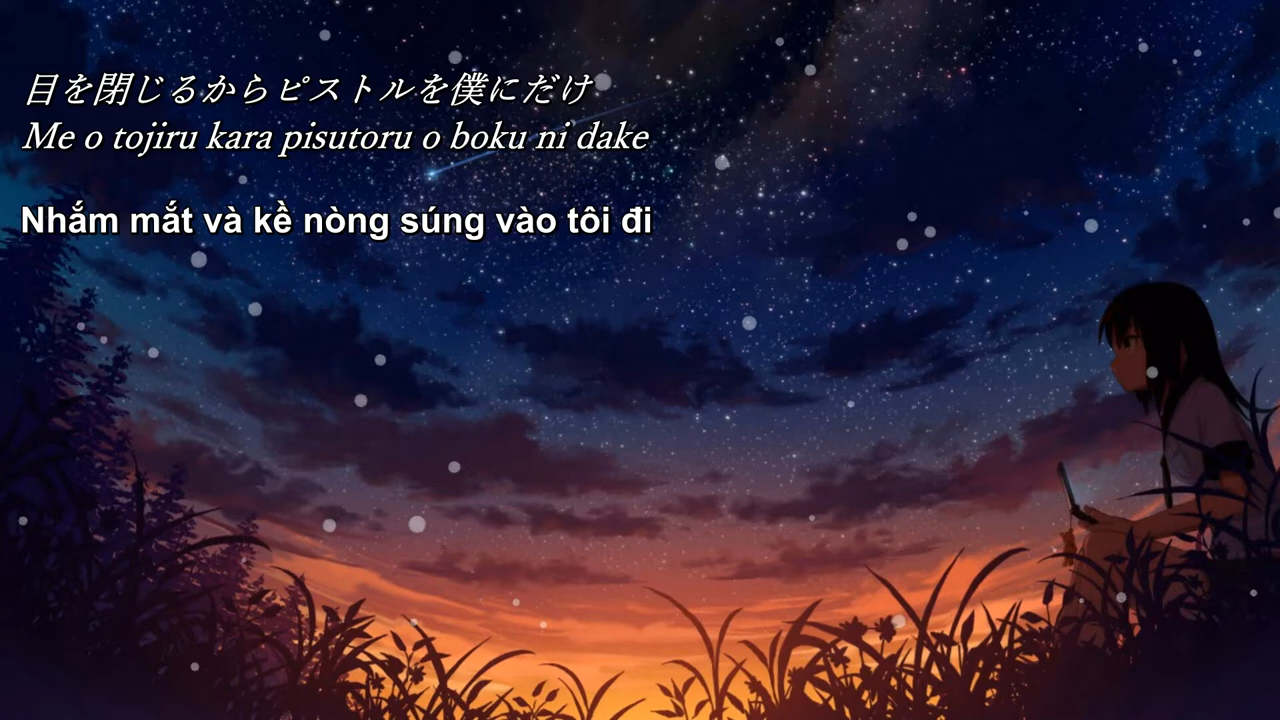 目を閉じるからピストルを僕にだけ
Me o tojiru kara pisutoru o boku ni dake
Nhắm mắt và kề nòng súng vào tôi đi